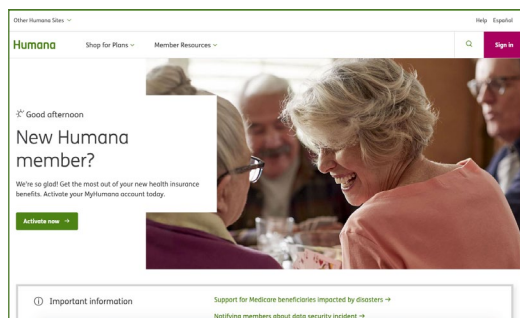 Other Humana Sites
Help Español
Humana
Shop for Plans
Member Resources
Sign in
Good afternoon
New Humana
member?
We're so glad! Get the most out of your new health insurance
benefits. Activate your MyHumana account today.
Activate now →
Important information
Support for Medicare beneficiaries impacted by disasters →
Notifying members about data security incident →